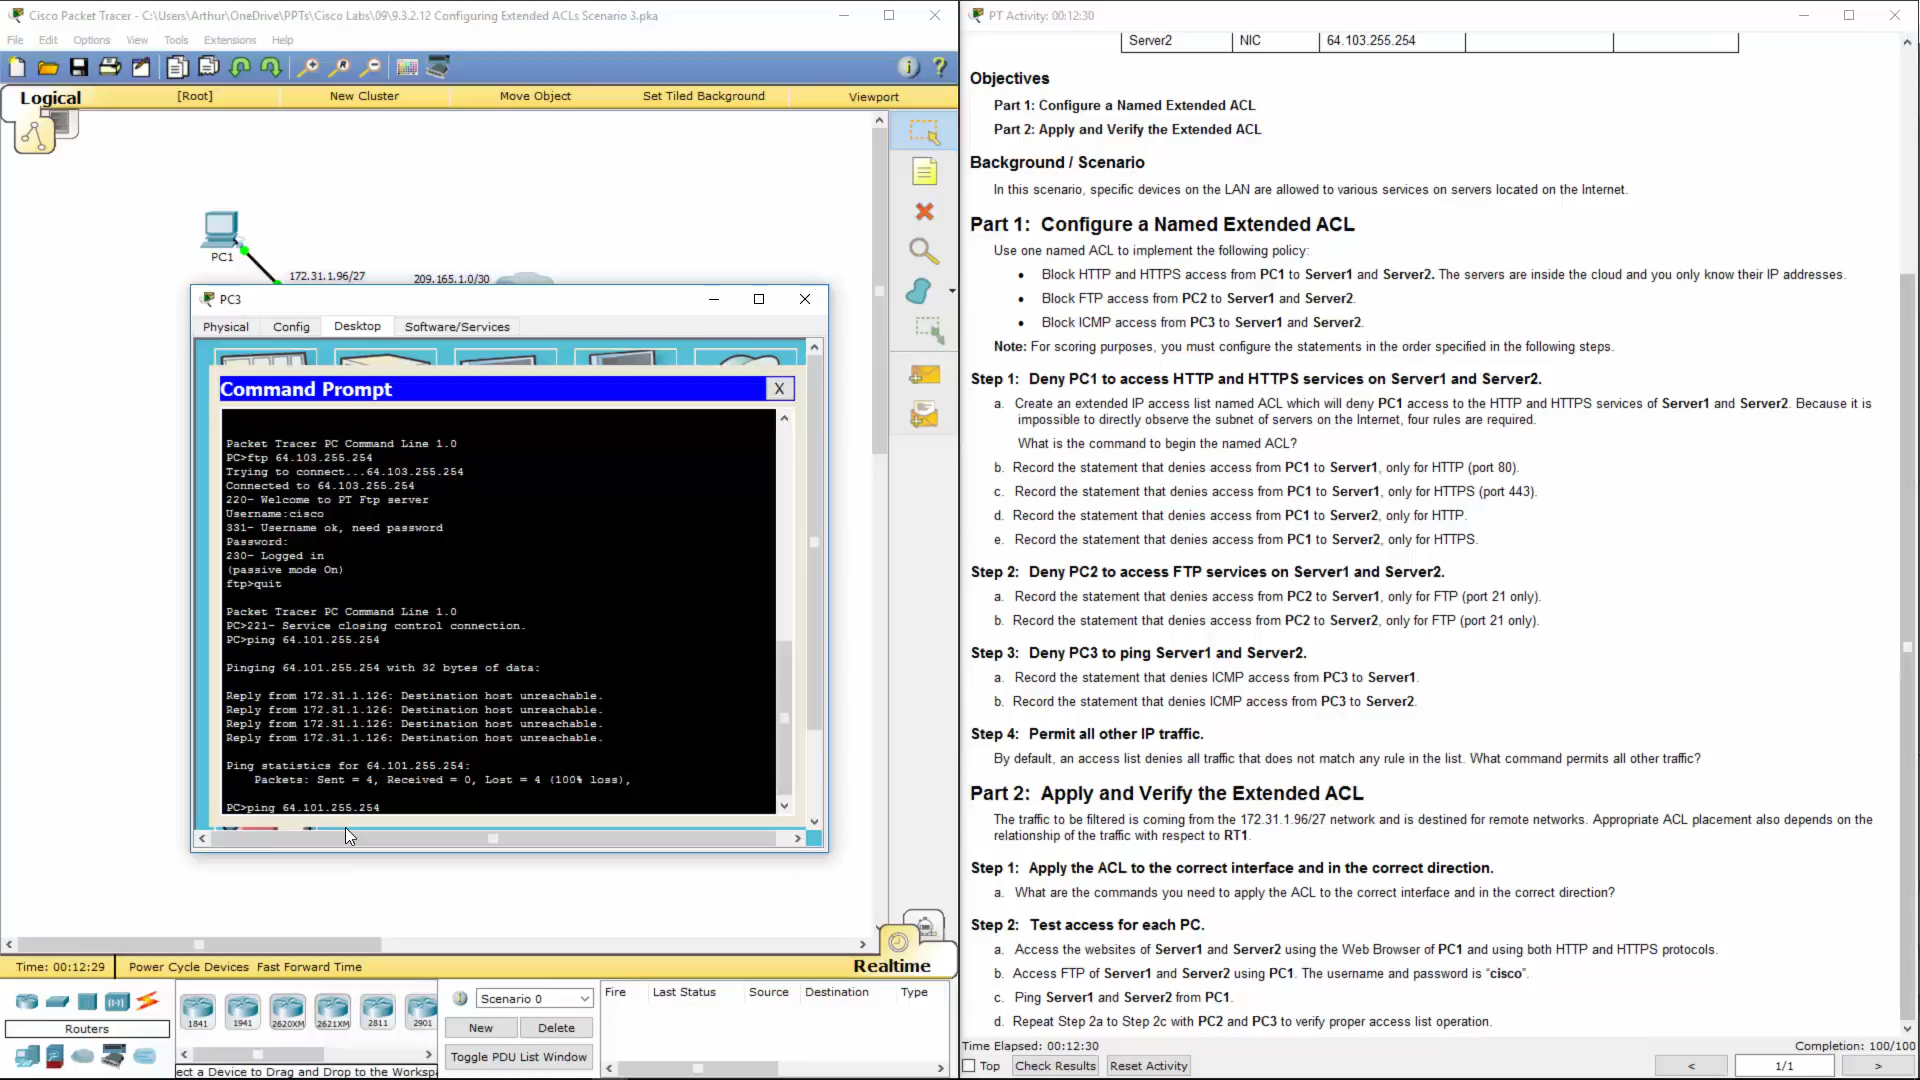 Cisco Packet Tracer - C:\Users\Arthur\OneDrive\PPTs\Cisco Labs\09\9.3.2.12 Configuring Extended ACLs Scenario 3.pka
File Edit Options View Tools Extensions Help
Logical [Root] New Cluster Move Object Set Tiled Background Viewport
PC1
172.31.1.96/27 209.165.1.0/30
PC3
Physical Config Desktop Software/Services
Command Prompt X
Packet Tracer PC Command Line 1.0
PC>ftp 64.103.255.254
Trying to connect...64.103.255.254
Connected to 64.103.255.254
220- Welcome to PT Ftp server
Username:cisco
331- Username ok, need password
Password:
230- Logged in
(passive mode On)
ftp>quit
Packet Tracer PC Command Line 1.0
PC>221- Service closing control connection.
PC>ping 64.101.255.254
Pinging 64.101.255.254 with 32 bytes of data:
Reply from 172.31.1.126: Destination host unreachable.
Reply from 172.31.1.126: Destination host unreachable.
Reply from 172.31.1.126: Destination host unreachable.
Reply from 172.31.1.126: Destination host unreachable.
Ping statistics for 64.101.255.254:
Packets: Sent = 4, Received = 0, Lost = 4 (100% loss),
PC>ping 64.101.255.254
Realtime
Time: 00:12:29 Power Cycle Devices Fast Forward Time
Routers
1841 1941 2620XM 2621XM 2811 2901
Scenario 0
New Delete
Toggle PDU List Window
Fire Last Status Source Destination Type
ect a Device to Drag and Drop to the Workspa
PT Activity: 00:12:30
Server2 NIC 64.103.255.254
Objectives
Part 1: Configure a Named Extended ACL
Part 2: Apply and Verify the Extended ACL
Background / Scenario
In this scenario, specific devices on the LAN are allowed to various services on servers located on the Internet.
Part 1: Configure a Named Extended ACL
Use one named ACL to implement the following policy:
• Block HTTP and HTTPS access from PC1 to Server1 and Server2. The servers are inside the cloud and you only know their IP addresses.
• Block FTP access from PC2 to Server1 and Server2.
• Block ICMP access from PC3 to Server1 and Server2.
Note: For scoring purposes, you must configure the statements in the order specified in the following steps.
Step 1: Deny PC1 to access HTTP and HTTPS services on Server1 and Server2.
a. Create an extended IP access list named ACL which will deny PC1 access to the HTTP and HTTPS services of Server1 and Server2. Because it is
impossible to directly observe the subnet of servers on the Internet, four rules are required.
What is the command to begin the named ACL?
b. Record the statement that denies access from PC1 to Server1, only for HTTP (port 80).
c. Record the statement that denies access from PC1 to Server1, only for HTTPS (port 443).
d. Record the statement that denies access from PC1 to Server2, only for HTTP.
e. Record the statement that denies access from PC1 to Server2, only for HTTPS.
Step 2: Deny PC2 to access FTP services on Server1 and Server2.
a. Record the statement that denies access from PC2 to Server1, only for FTP (port 21 only).
b. Record the statement that denies access from PC2 to Server2, only for FTP (port 21 only).
Step 3: Deny PC3 to ping Server1 and Server2.
a. Record the statement that denies ICMP access from PC3 to Server1.
b. Record the statement that denies ICMP access from PC3 to Server2.
Step 4: Permit all other IP traffic.
By default, an access list denies all traffic that does not match any rule in the list. What command permits all other traffic?
Part 2: Apply and Verify the Extended ACL
The traffic to be filtered is coming from the 172.31.1.96/27 network and is destined for remote networks. Appropriate ACL placement also depends on the
relationship of the traffic with respect to RT1.
Step 1: Apply the ACL to the correct interface and in the correct direction.
a. What are the commands you need to apply the ACL to the correct interface and in the correct direction?
Step 2: Test access for each PC.
a. Access the websites of Server1 and Server2 using the Web Browser of PC1 and using both HTTP and HTTPS protocols.
b. Access FTP of Server1 and Server2 using PC1. The username and password is “cisco”.
c. Ping Server1 and Server2 from PC1.
d. Repeat Step 2a to Step 2c with PC2 and PC3 to verify proper access list operation.
Time Elapsed: 00:12:30 Completion: 100/100
Top Check Results Reset Activity < 1/1 >